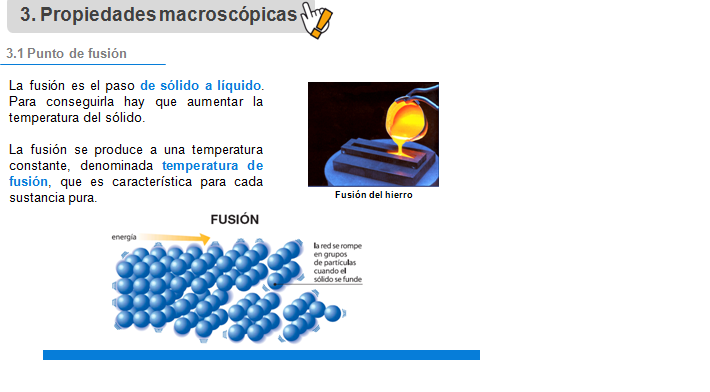 3. Propiedades macroscópicas
3.1 Punto de fusión
La fusión es el paso de sólido a líquido.
Para conseguirla hay que aumentar la
temperatura del sólido.
La fusión se produce a una temperatura
constante, denominada temperatura de
fusión, que es característica para cada
sustancia pura.
Fusión del hierro
FUSIÓN
energía
la red se rompe
en grupos
de partículas
cuando el
sólido se funde